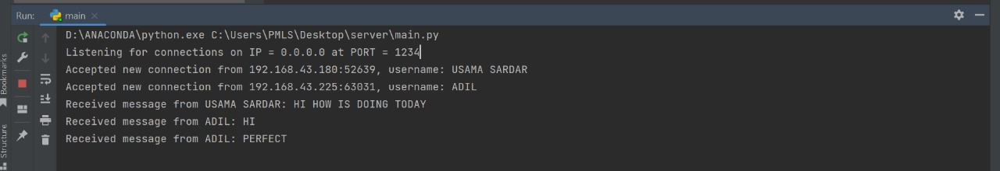 Run: main
D:\ANACONDA\python.exe C:\Users\PMLS\Desktop\server\main.py
Listening for connections on IP = 0.0.0.0 at PORT = 1234
Accepted new connection from 192.168.43.180:52639, username: USAMA SARDAR
Accepted new connection from 192.168.43.225:63031, username: ADIL
Received message from USAMA SARDAR: HI HOW IS DOING TODAY
Received message from ADIL: HI
Received message from ADIL: PERFECT
Bookmarks
Structure